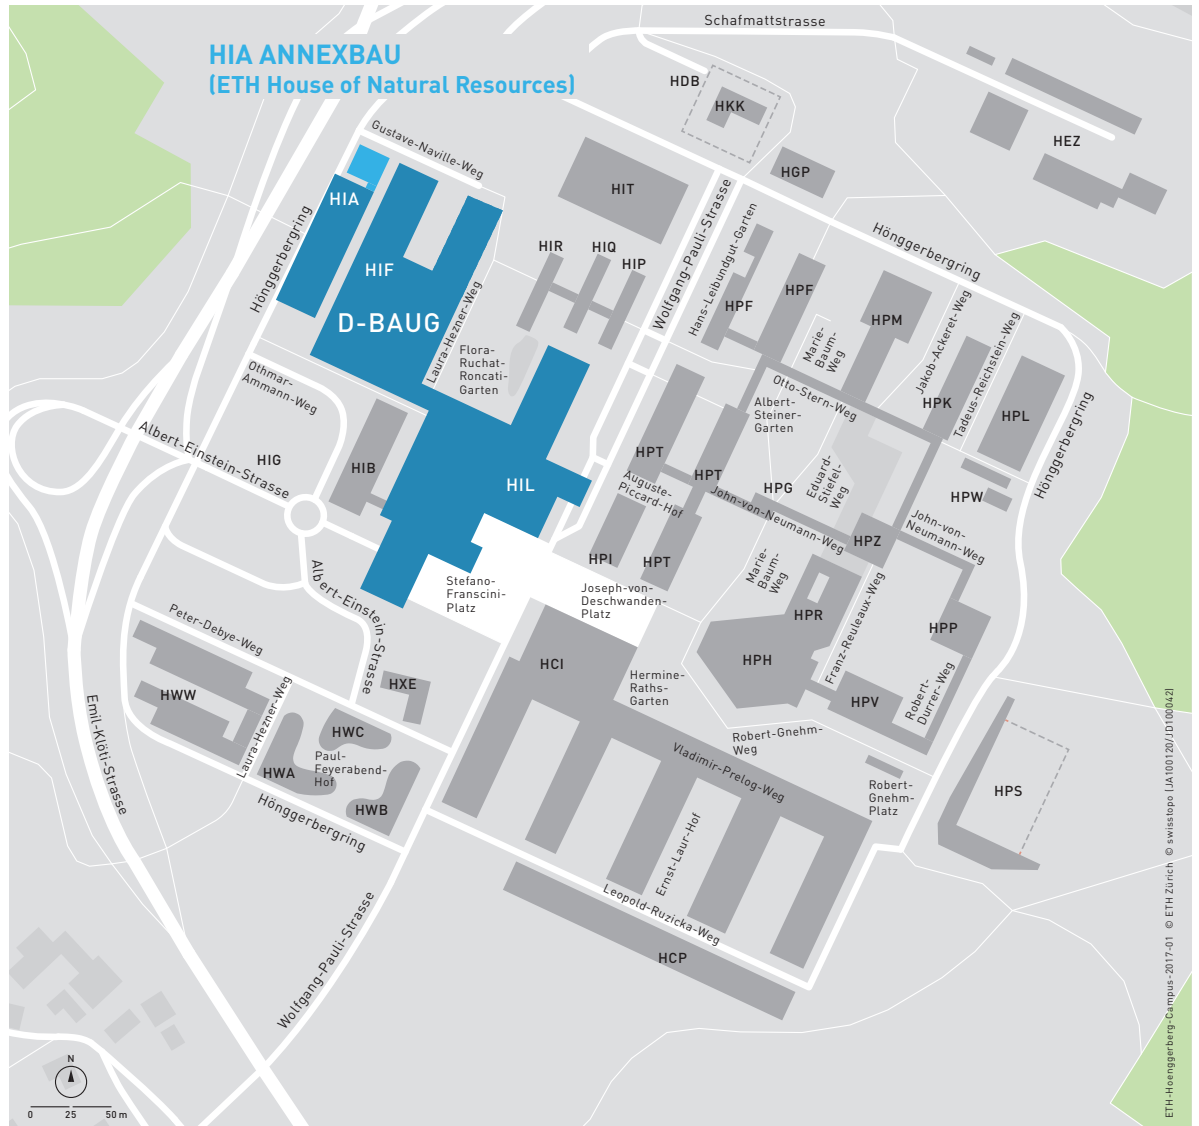 Schafmattstrasse
HIA ANNEXBAU
(ETH House of Natural Resources)
HDB
HKK
HEZ
Gustave-Naville-Weg
HGP
HIT
HIA
Wolfgang-Pauli-Strasse
Hans-Leibundgut-Garten
Hönggerbergring
Hönggerbergring
HIR
HIQ
HIP
HIF
D-BAUG
Laura-Hezner-Weg
HPF
HPF
HPM
Marie-
Baum-
Weg
Jakob-Ackeret-Weg
Tadeus-Reichstein-Weg
Flora-
Ruchat-
Roncati-
Garten
Othmar-
Ammann-Weg
Otto-Stern-Weg
Albert-
Steiner-
Garten
HPK
HPL
Hönggerbergring
Albert-Einstein-Strasse
HIG
HIB
HIL
HPT
HPT
Auguste-
Piccard-Hof
HPG
Eduard-
Stiefel-
Weg
HPW
John-von-Neumann-Weg
John-von-
Neumann-Weg
HPZ
HPI
HPT
Marie-
Baum-
Weg
Albert-Einstein-Strasse
Stefano-
Franscini-
Platz
Joseph-von-
Deschwanden-
Platz
HPR
Franz-Reuleaux-Weg
HPP
Peter-Debye-Weg
HCI
HPH
Hermine-
Raths-
Garten
HXE
HWW
HPV
Robert-
Durrer-Weg
Laura-Hezner-Weg
Emil-Klöti-Strasse
HWC
Robert-Gnehm-
Weg
Paul-
Feyerabend-
Hof
HWA
Vladimir-Prelog-Weg
Robert-
Gnehm-
Platz
HPS
HWB
Hönggerbergring
Ernst-Laur-Hof
Leopold-Ruzicka-Weg
HCP
Wolfgang-Pauli-Strasse
N
0 25 50 m
ETH-Hoenggerberg-Campus-2017-01 © ETH Zürich © swisstopo (JA100120/JD100042)